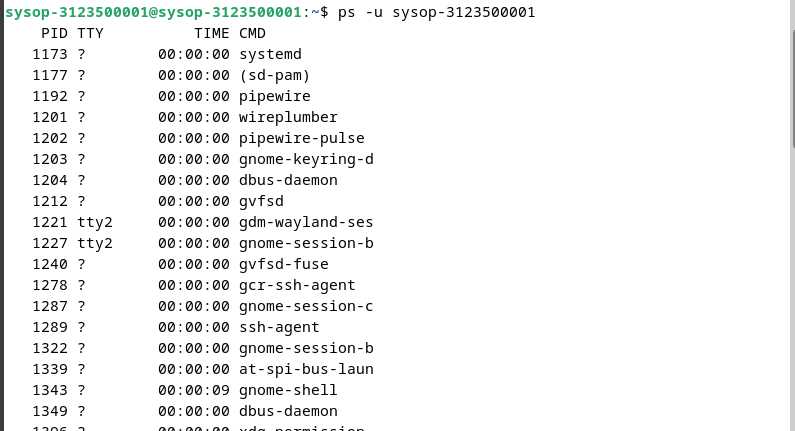 sysop-3123500001@sysop-3123500001:~$ ps -u sysop-3123500001
PID TTY TIME CMD
1173 ? 00:00:00 systemd
1177 ? 00:00:00 (sd-pam)
1192 ? 00:00:00 pipewire
1201 ? 00:00:00 wireplumber
1202 ? 00:00:00 pipewire-pulse
1203 ? 00:00:00 gnome-keyring-d
1204 ? 00:00:00 dbus-daemon
1212 ? 00:00:00 gvfsd
1221 tty2 00:00:00 gdm-wayland-ses
1227 tty2 00:00:00 gnome-session-b
1240 ? 00:00:00 gvfsd-fuse
1278 ? 00:00:00 gcr-ssh-agent
1287 ? 00:00:00 gnome-session-c
1289 ? 00:00:00 ssh-agent
1322 ? 00:00:00 gnome-session-b
1339 ? 00:00:00 at-spi-bus-laun
1343 ? 00:00:09 gnome-shell
1349 ? 00:00:00 dbus-daemon